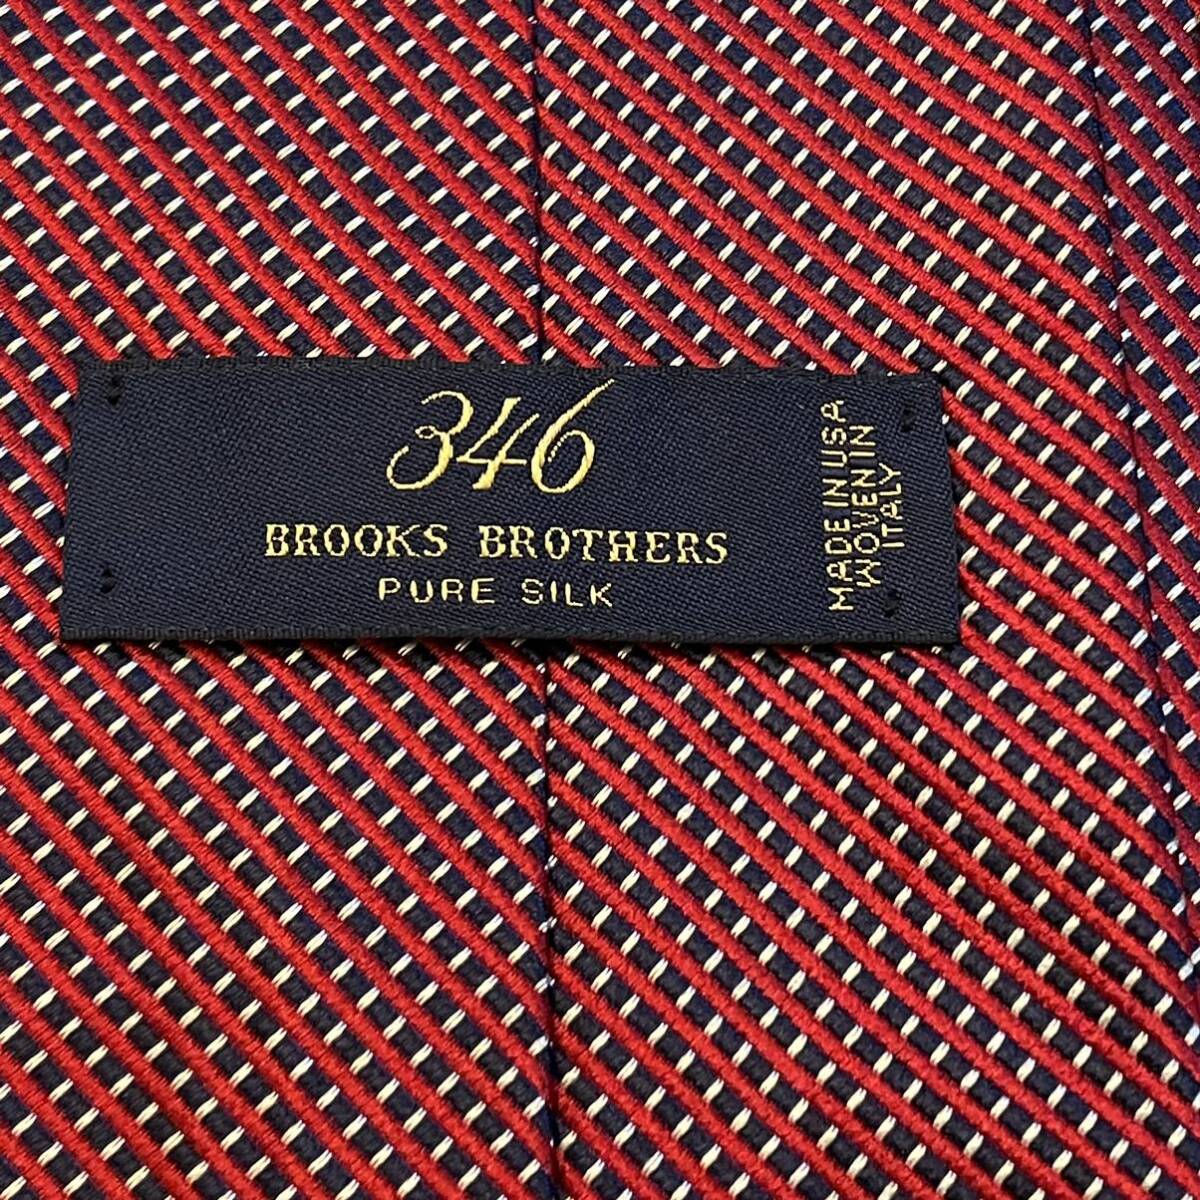 346
BROOKS BROTHERS
PURE SILK
MADE IN USA
WOVEN IN
ITALY